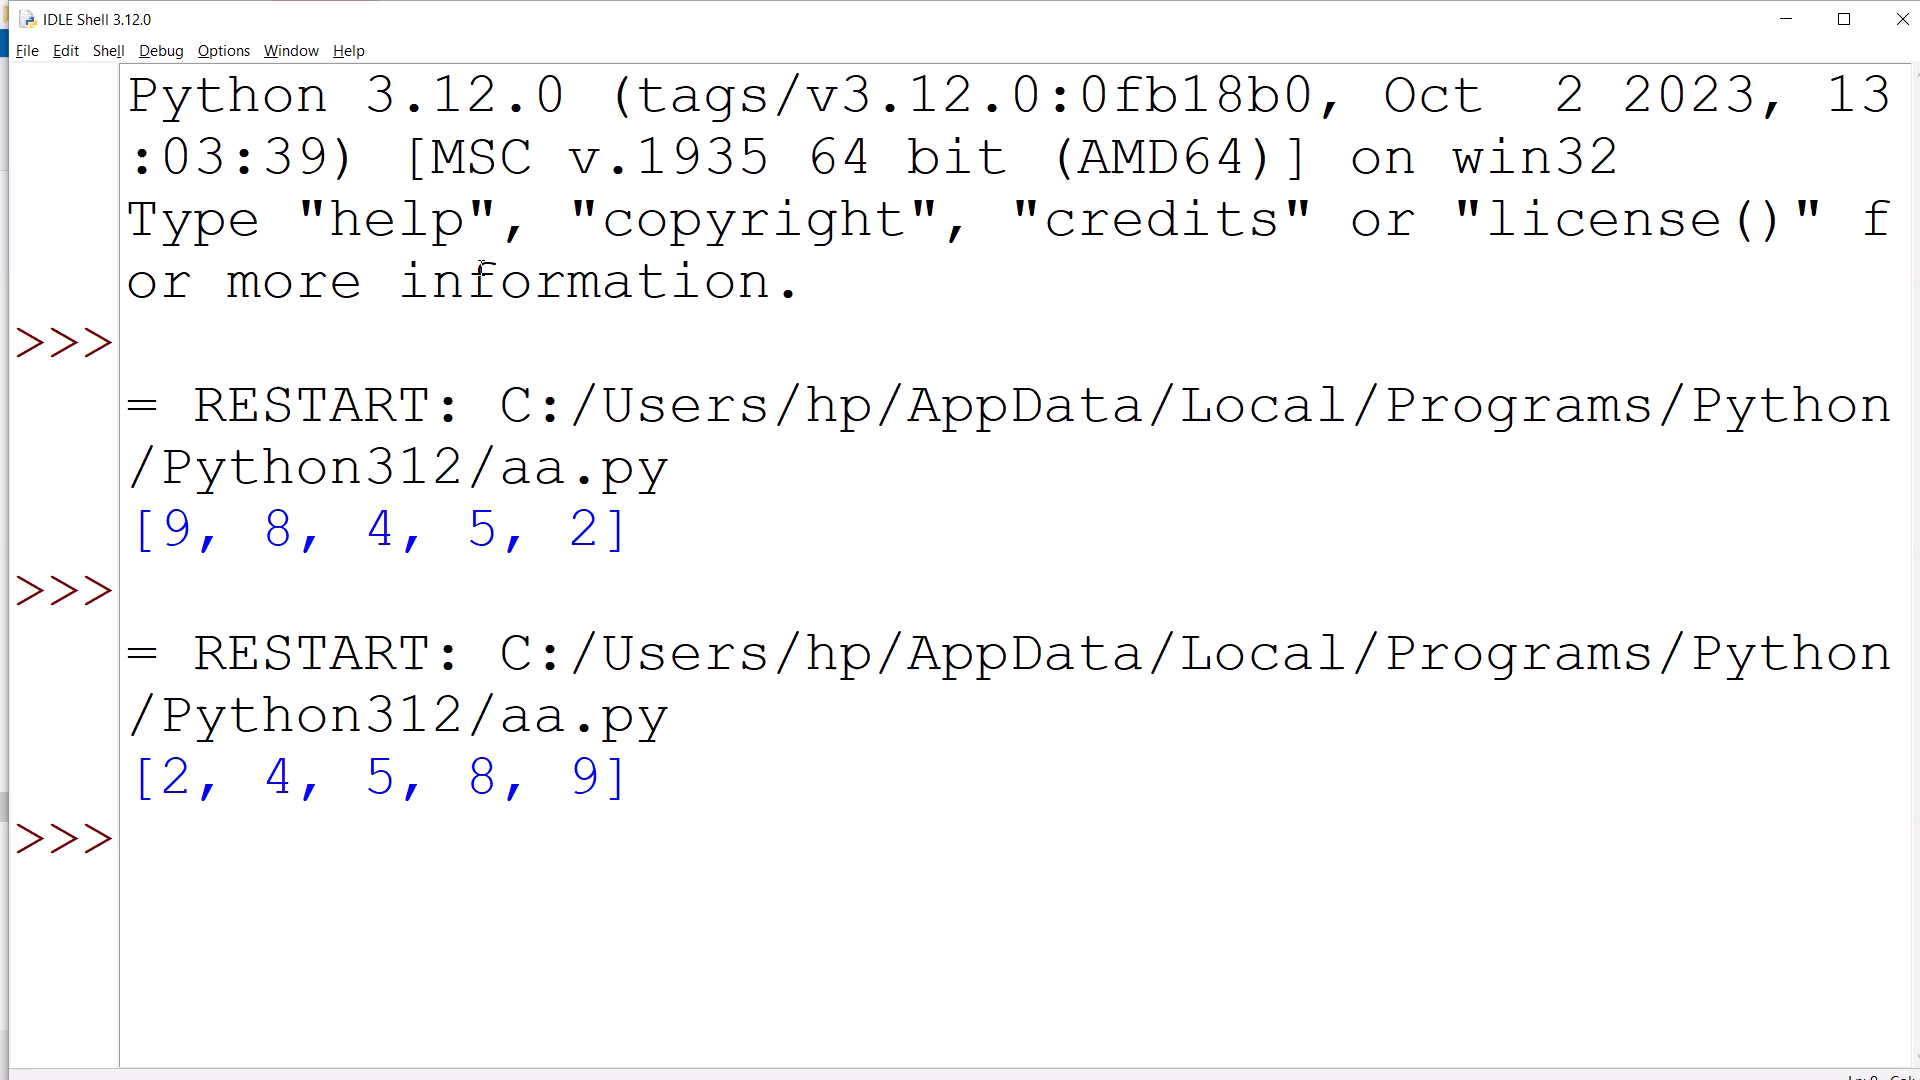 IDLE Shell 3.12.0
File Edit Shell Debug Options Window Help
Python 3.12.0 (tags/v3.12.0:0fb18b0, Oct  2 2023, 13
:03:39) [MSC v.1935 64 bit (AMD64)] on win32
Type "help", "copyright", "credits" or "license()" f
or more information.
>>>
= RESTART: C:/Users/hp/AppData/Local/Programs/Python
/Python312/aa.py
[9, 8, 4, 5, 2]
>>>
= RESTART: C:/Users/hp/AppData/Local/Programs/Python
/Python312/aa.py
[2, 4, 5, 8, 9]
>>>